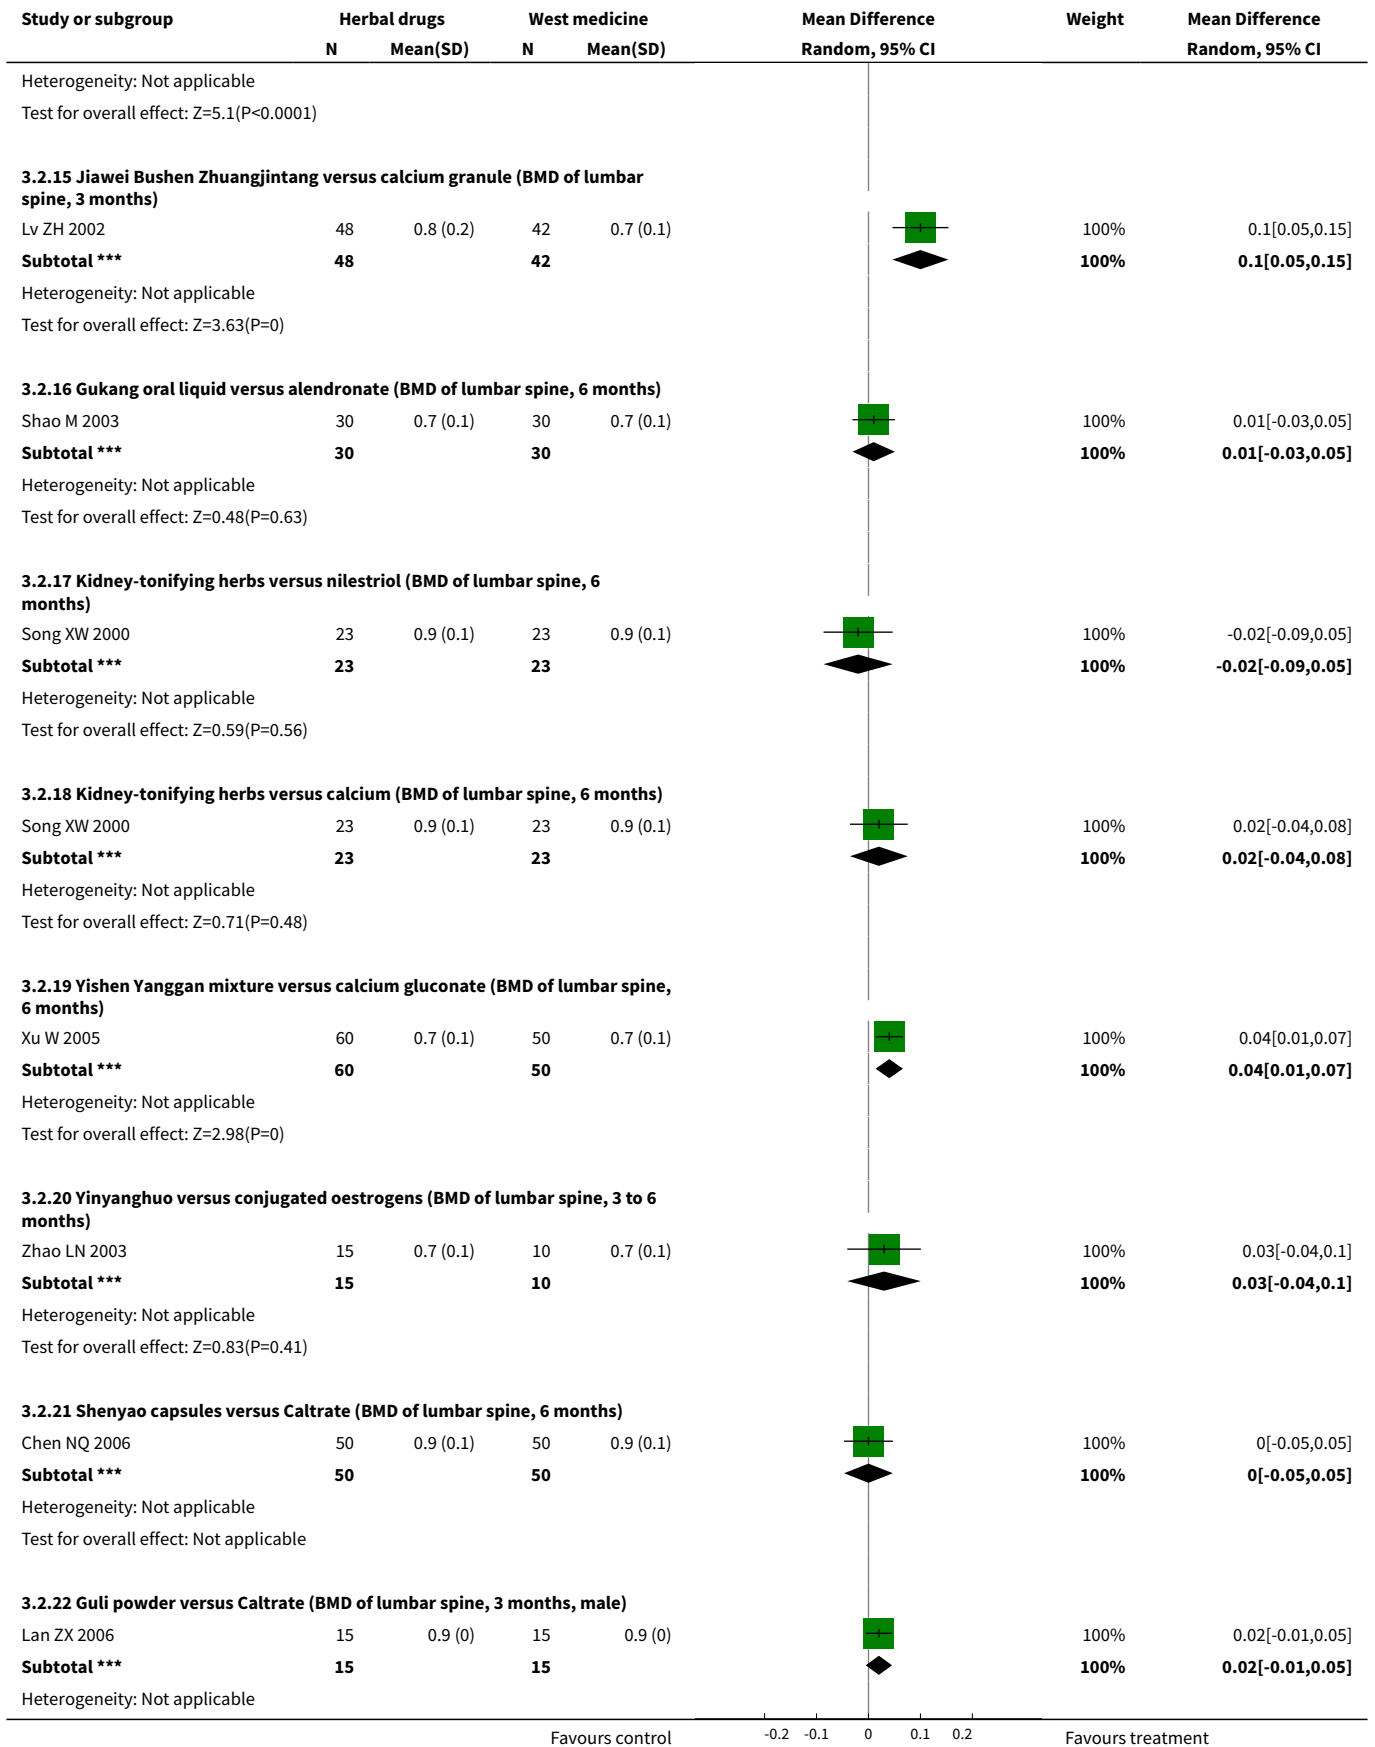 Study or subgroup Herbal drugs West medicine Mean Difference Weight Mean Difference
N Mean(SD) N Mean(SD) Random, 95% CI Random, 95% CI
Heterogeneity: Not applicable
Test for overall effect: Z=5.1(P<0.0001)
3.2.15 Jiawei Bushen Zhuangjintang versus calcium granule (BMD of lumbar
spine, 3 months)
Lv ZH 2002 48 0.8 (0.2) 42 0.7 (0.1) 100% 0.1[0.05,0.15]
Subtotal *** 48 42 100% 0.1[0.05,0.15]
Heterogeneity: Not applicable
Test for overall effect: Z=3.63(P=0)
3.2.16 Gukang oral liquid versus alendronate (BMD of lumbar spine, 6 months)
Shao M 2003 30 0.7 (0.1) 30 0.7 (0.1) 100% 0.01[-0.03,0.05]
Subtotal *** 30 30 100% 0.01[-0.03,0.05]
Heterogeneity: Not applicable
Test for overall effect: Z=0.48(P=0.63)
3.2.17 Kidney-tonifying herbs versus nilestriol (BMD of lumbar spine, 6
months)
Song XW 2000 23 0.9 (0.1) 23 0.9 (0.1) 100% -0.02[-0.09,0.05]
Subtotal *** 23 23 100% -0.02[-0.09,0.05]
Heterogeneity: Not applicable
Test for overall effect: Z=0.59(P=0.56)
3.2.18 Kidney-tonifying herbs versus calcium (BMD of lumbar spine, 6 months)
Song XW 2000 23 0.9 (0.1) 23 0.9 (0.1) 100% 0.02[-0.04,0.08]
Subtotal *** 23 23 100% 0.02[-0.04,0.08]
Heterogeneity: Not applicable
Test for overall effect: Z=0.71(P=0.48)
3.2.19 Yishen Yanggan mixture versus calcium gluconate (BMD of lumbar spine,
6 months)
Xu W 2005 60 0.7 (0.1) 50 0.7 (0.1) 100% 0.04[0.01,0.07]
Subtotal *** 60 50 100% 0.04[0.01,0.07]
Heterogeneity: Not applicable
Test for overall effect: Z=2.98(P=0)
3.2.20 Yinyanghuo versus conjugated oestrogens (BMD of lumbar spine, 3 to 6
months)
Zhao LN 2003 15 0.7 (0.1) 10 0.7 (0.1) 100% 0.03[-0.04,0.1]
Subtotal *** 15 10 100% 0.03[-0.04,0.1]
Heterogeneity: Not applicable
Test for overall effect: Z=0.83(P=0.41)
3.2.21 Shenyao capsules versus Caltrate (BMD of lumbar spine, 6 months)
Chen NQ 2006 50 0.9 (0.1) 50 0.9 (0.1) 100% 0[-0.05,0.05]
Subtotal *** 50 50 100% 0[-0.05,0.05]
Heterogeneity: Not applicable
Test for overall effect: Not applicable
3.2.22 Guli powder versus Caltrate (BMD of lumbar spine, 3 months, male)
Lan ZX 2006 15 0.9 (0) 15 0.9 (0) 100% 0.02[-0.01,0.05]
Subtotal *** 15 15 100% 0.02[-0.01,0.05]
Heterogeneity: Not applicable
Favours control -0.2 -0.1 0 0.1 0.2 Favours treatment